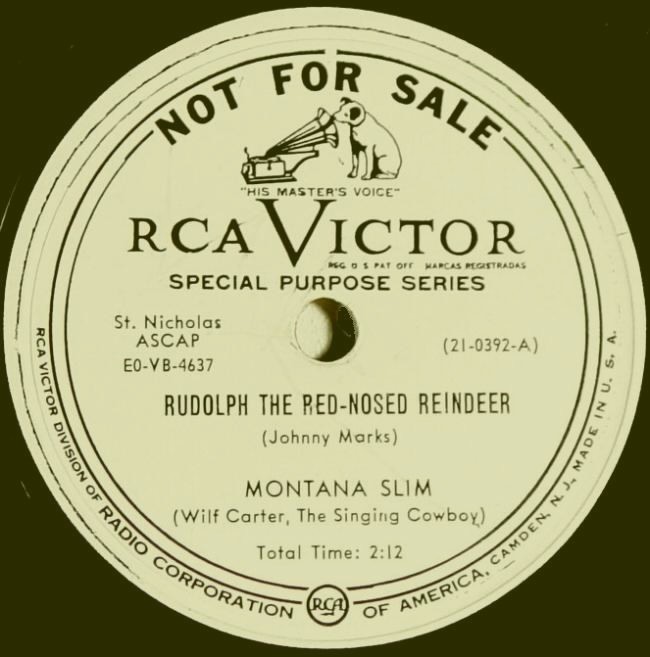 NOT FOR SALE
"HIS MASTER'S VOICE"
RCA VICTOR
REG. U S PAT OFF MARCAS REGISTRADAS
SPECIAL PURPOSE SERIES
St. Nicholas
ASCAP
E0-VB-4637
(21-0392-A)
RUDOLPH THE RED-NOSED REINDEER
(Johnny Marks)
MONTANA SLIM
(Wilf Carter, The Singing Cowboy)
Total Time: 2:12
RCA VICTOR DIVISION OF RADIO CORPORATION OF AMERICA, CAMDEN, N. J., MADE IN U. S. A.
RCA